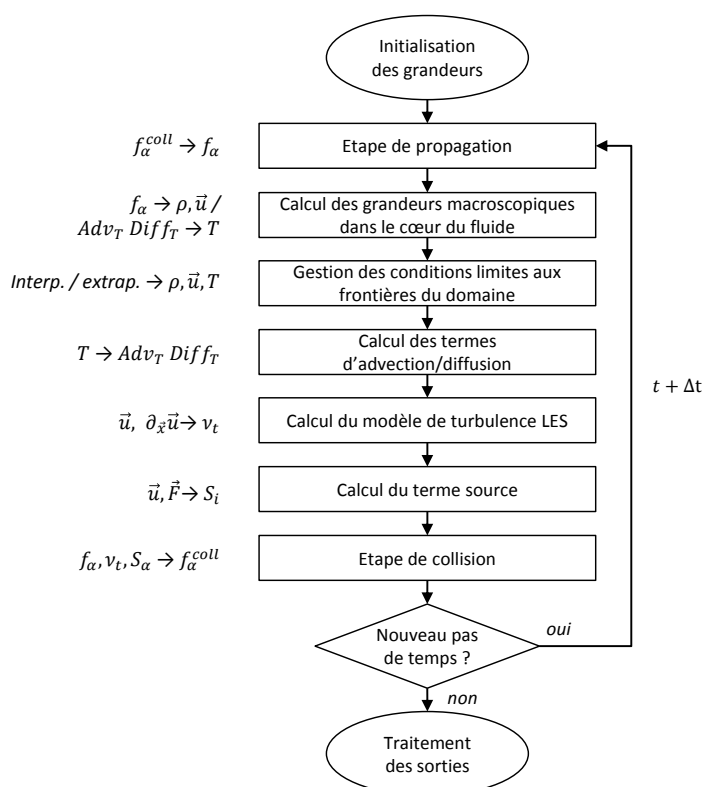 Initialisation
des grandeurs
f_α^coll → f_α
Etape de propagation
f_α → ρ, u⃗ /
Adv_T Diff_T → T
Calcul des grandeurs macroscopiques
dans le cœur du fluide
Interp. / extrap. → ρ, u⃗, T
Gestion des conditions limites aux
frontières du domaine
T → Adv_T Diff_T
Calcul des termes
d’advection/diffusion
t + Δt
u⃗, ∂_x⃗ u⃗ → ν_t
Calcul du modèle de turbulence LES
u⃗, F⃗ → S_i
Calcul du terme source
f_α, ν_t, S_α → f_α^coll
Etape de collision
Nouveau pas
de temps ?
oui
non
Traitement
des sorties